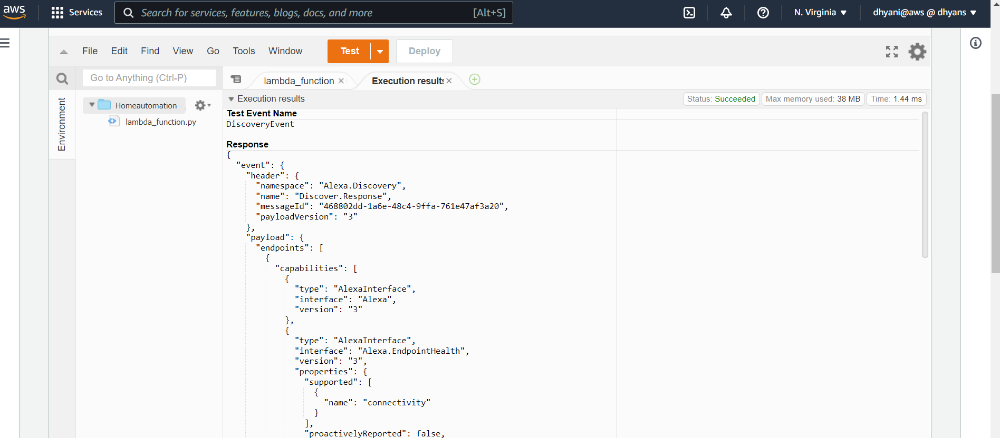 aws Services Search for services, features, blogs, docs, and more [Alt+S] N. Virginia dhyani@aws @ dhyans
File Edit Find View Go Tools Window Test Deploy
Go to Anything (Ctrl-P)
lambda_function Execution results
Environment
Homeautomation -
lambda_function.py
Execution results Status: Succeeded Max memory used: 38 MB Time: 1.44 ms
Test Event Name
DiscoveryEvent
Response
{
"event": {
"header": {
"namespace": "Alexa.Discovery",
"name": "Discover.Response",
"messageId": "468802dd-1a6e-48c4-9ffa-761e47af3a20",
"payloadVersion": "3"
},
"payload": {
"endpoints": [
{
"capabilities": [
{
"type": "AlexaInterface",
"interface": "Alexa",
"version": "3"
},
{
"type": "AlexaInterface",
"interface": "Alexa.EndpointHealth",
"version": "3",
"properties": {
"supported": [
{
"name": "connectivity"
}
],
"proactivelyReported": false,